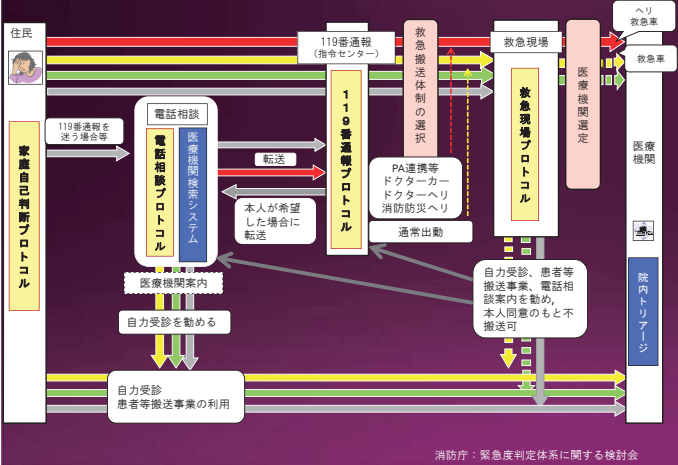 住民
家庭自己判断プロトコル
119番通報を
迷う場合等
電話相談
電話相談プロトコル
医療機関検索システム
医療機関案内
自力受診を勧める
自力受診
患者等搬送事業の利用
転送
本人が希望
した場合に
転送
119番通報
(指令センター)
119番通報プロトコル
救急搬送体制の選択
PA連携等
ドクターカー
ドクターヘリ
消防防災ヘリ
通常出動
救急現場
救急現場プロトコル
自力受診、患者等
搬送事業、電話相
談案内を勧め,
本人同意のもと不
搬送可
医療機関選定
ヘリ
救急車
救急車
医療
機関
院内トリアージ
消防庁：緊急度判定体系に関する検討会